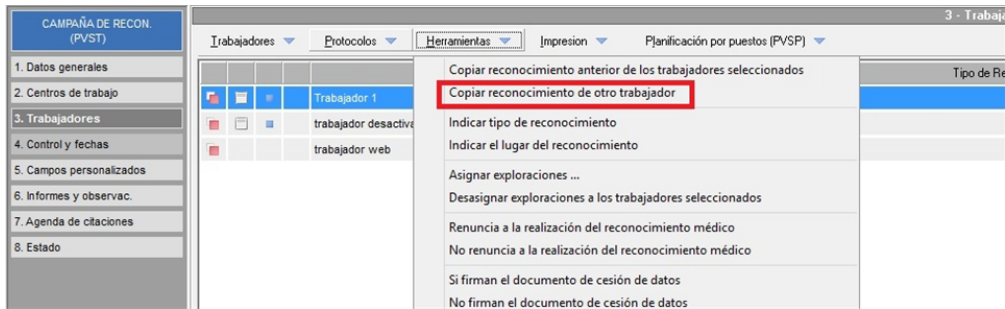 CAMPAÑA DE RECON.
(PVST)
1. Datos generales
2. Centros de trabajo
3. Trabajadores
4. Control y fechas
5. Campos personalizados
6. Informes y observac.
7. Agenda de citaciones
8. Estado
3 - Trabaja
Trabajadores Protocolos Herramientas Impresion Planificación por puestos (PVSP)
Tipo de Re
Trabajador 1
trabajador desactiva
trabajador web
Copiar reconocimiento anterior de los trabajadores seleccionados
Copiar reconocimiento de otro trabajador
Indicar tipo de reconocimiento
Indicar el lugar del reconocimiento
Asignar exploraciones ...
Desasignar exploraciones a los trabajadores seleccionados
Renuncia a la realización del reconocimiento médico
No renuncia a la realización del reconocimiento médico
Si firman el documento de cesión de datos
No firman el documento de cesión de datos